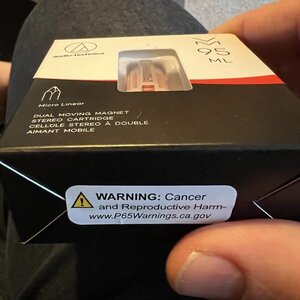 audio-technica
VM
95
ML
Micro Linear
DUAL MOVING MAGNET
STEREO CARTRIDGE
CELLULE STEREO À DOUBLE
AIMANT MOBILE
WARNING: Cancer
and Reproductive Harm-
www.P65Warnings.ca.gov